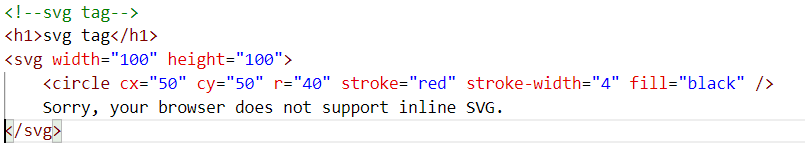 <!--svg tag-->
<h1>svg tag</h1>
<svg width="100" height="100">
    <circle cx="50" cy="50" r="40" stroke="red" stroke-width="4" fill="black" />
    Sorry, your browser does not support inline SVG.
</svg>